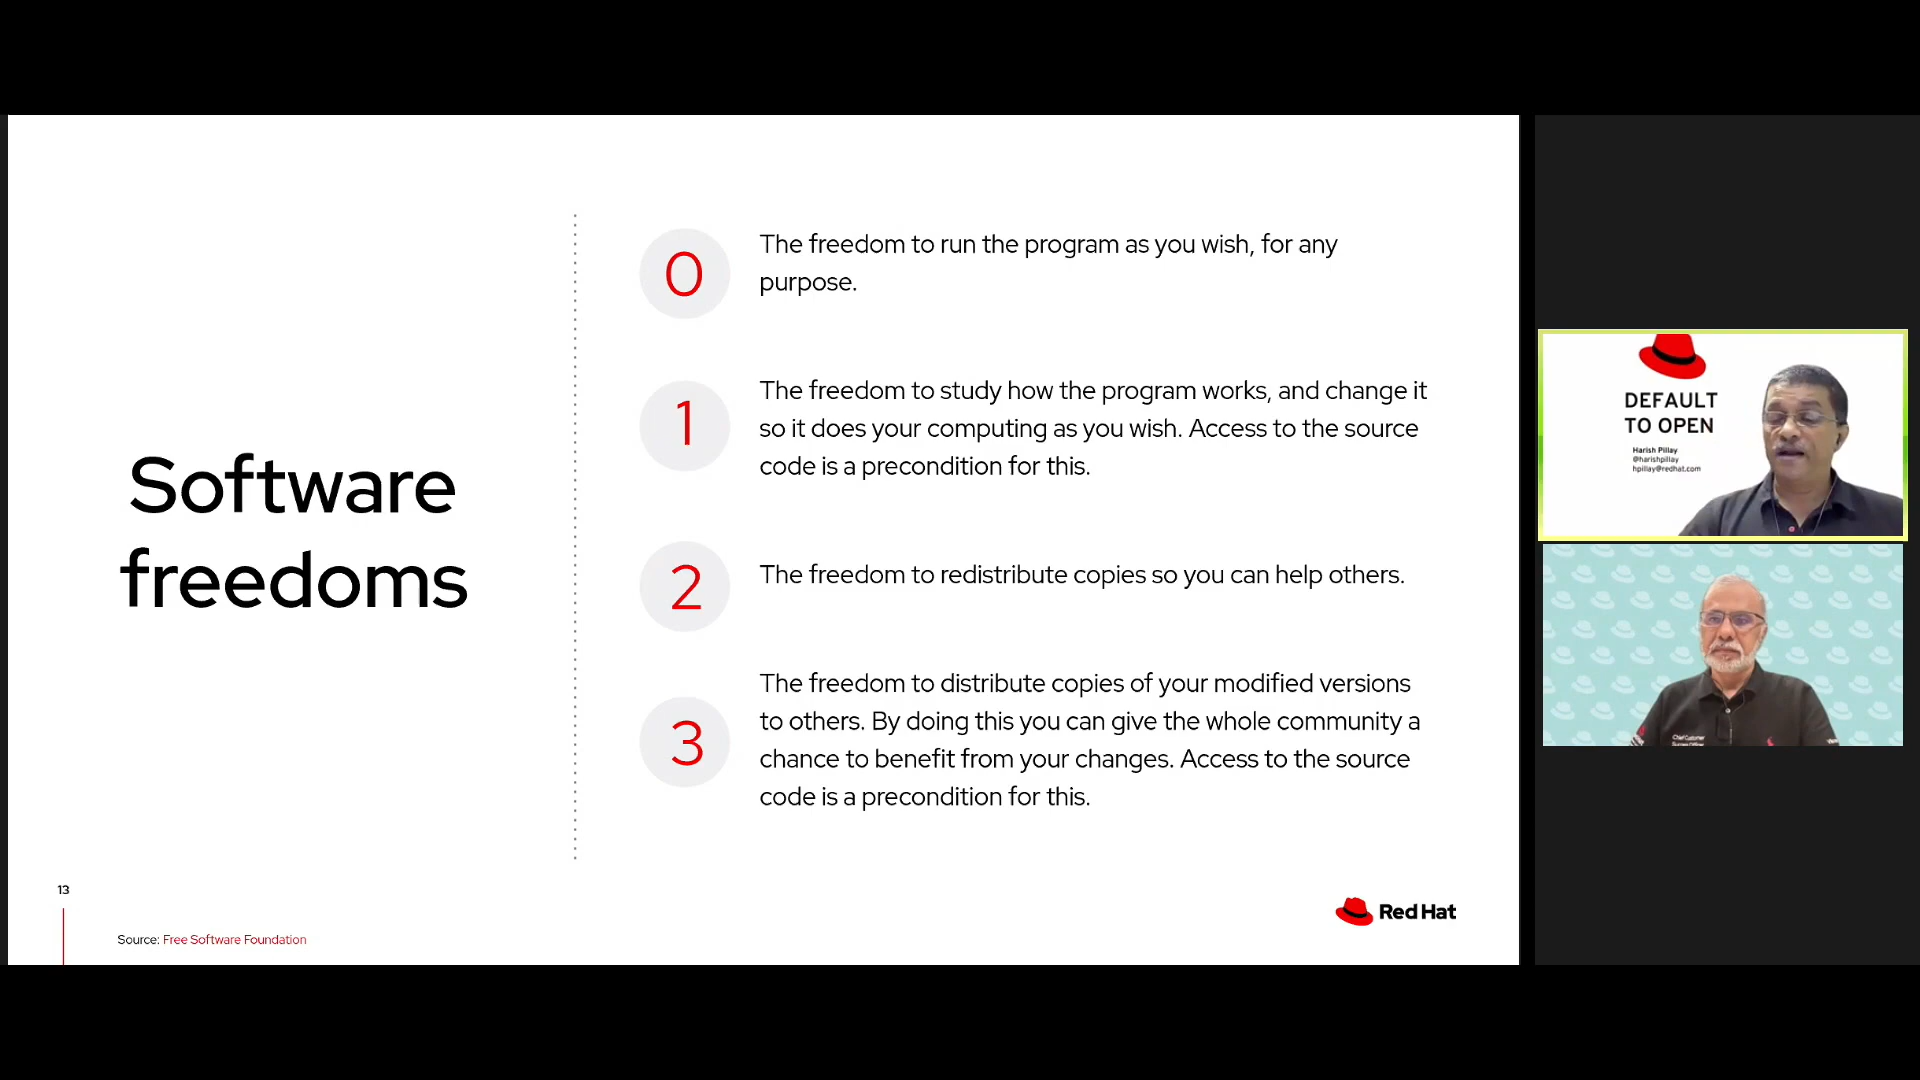 Software
freedoms
0
The freedom to run the program as you wish, for any
purpose.
1
The freedom to study how the program works, and change it
so it does your computing as you wish. Access to the source
code is a precondition for this.
2
The freedom to redistribute copies so you can help others.
3
The freedom to distribute copies of your modified versions
to others. By doing this you can give the whole community a
chance to benefit from your changes. Access to the source
code is a precondition for this.
13
Source: Free Software Foundation
Red Hat
DEFAULT
TO OPEN
Harish Pillay
@harishpillay
hpillay@redhat.com
Chief Customer